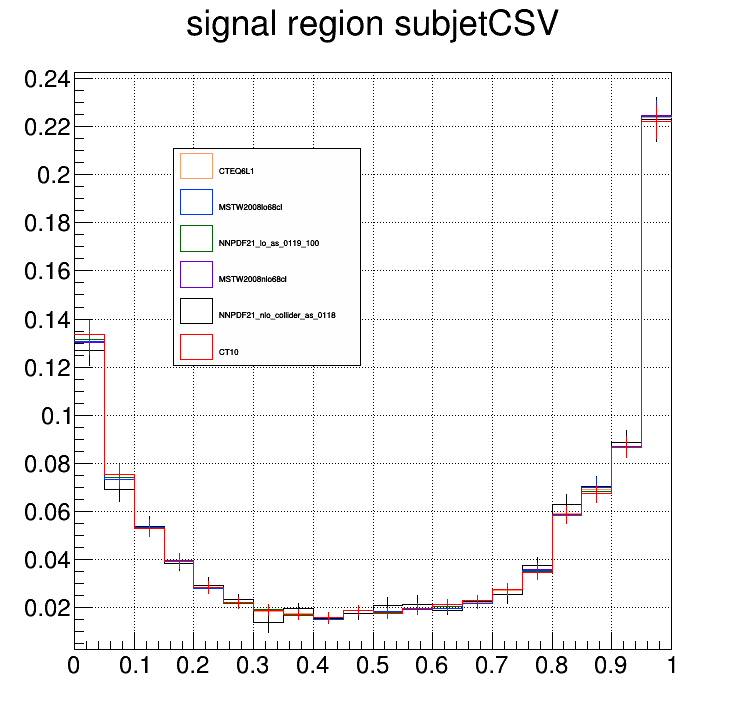 signal region subjetCSV
0.24
0.22
0.2
0.18
0.16
0.14
0.12
0.1
0.08
0.06
0.04
0.02
CTEQ6L1
MSTW2008lo68cl
NNPDF21_lo_as_0119_100
MSTW2008nlo68cl
NNPDF21_nlo_collider_as_0118
CT10
0 0.1 0.2 0.3 0.4 0.5 0.6 0.7 0.8 0.9 1